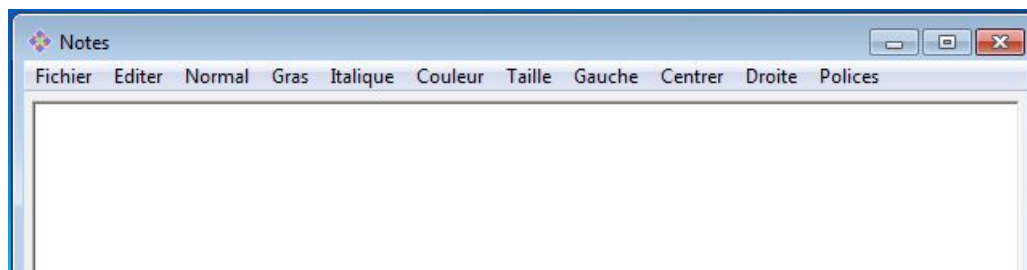 Notes
Fichier Editer Normal Gras Italique Couleur Taille Gauche Centrer Droite Polices